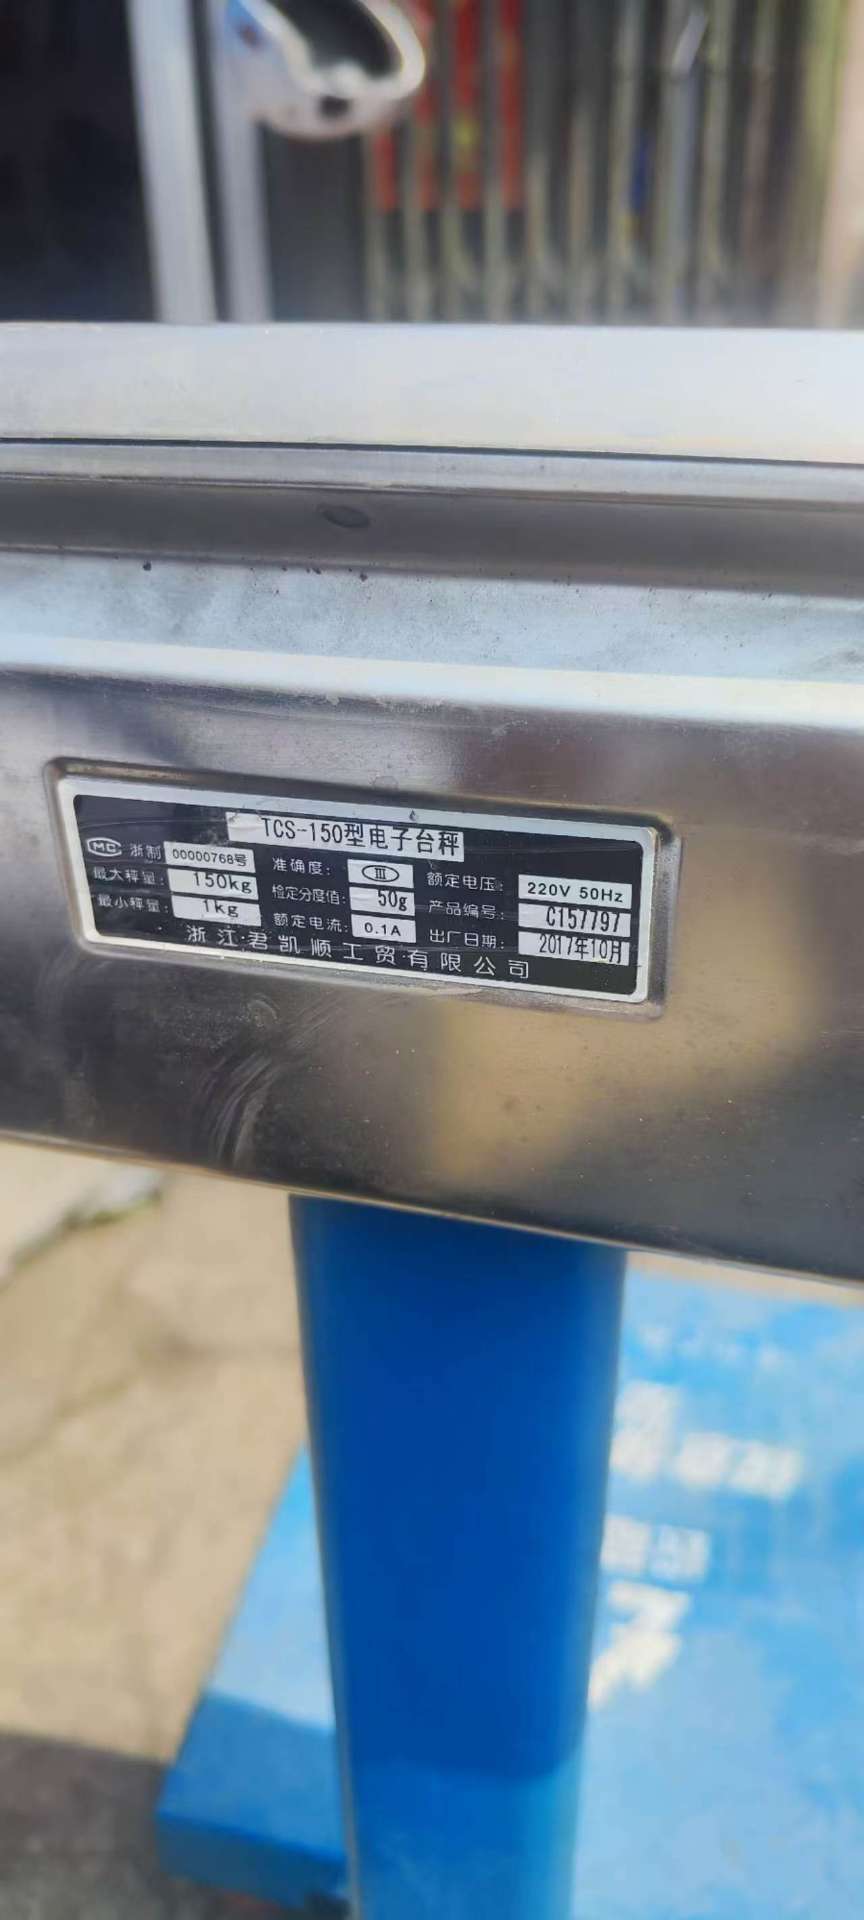 TCS-150型电子台秤
MC 浙制 00000768号 准确度: III 额定电压: 220V 50Hz
最大秤量: 150kg 检定分度值: 50g 产品编号: C157797
最小秤量: 1kg 额定电流: 0.1A 出厂日期: 2017年10月
浙江·君凯顺工贸·有限公司